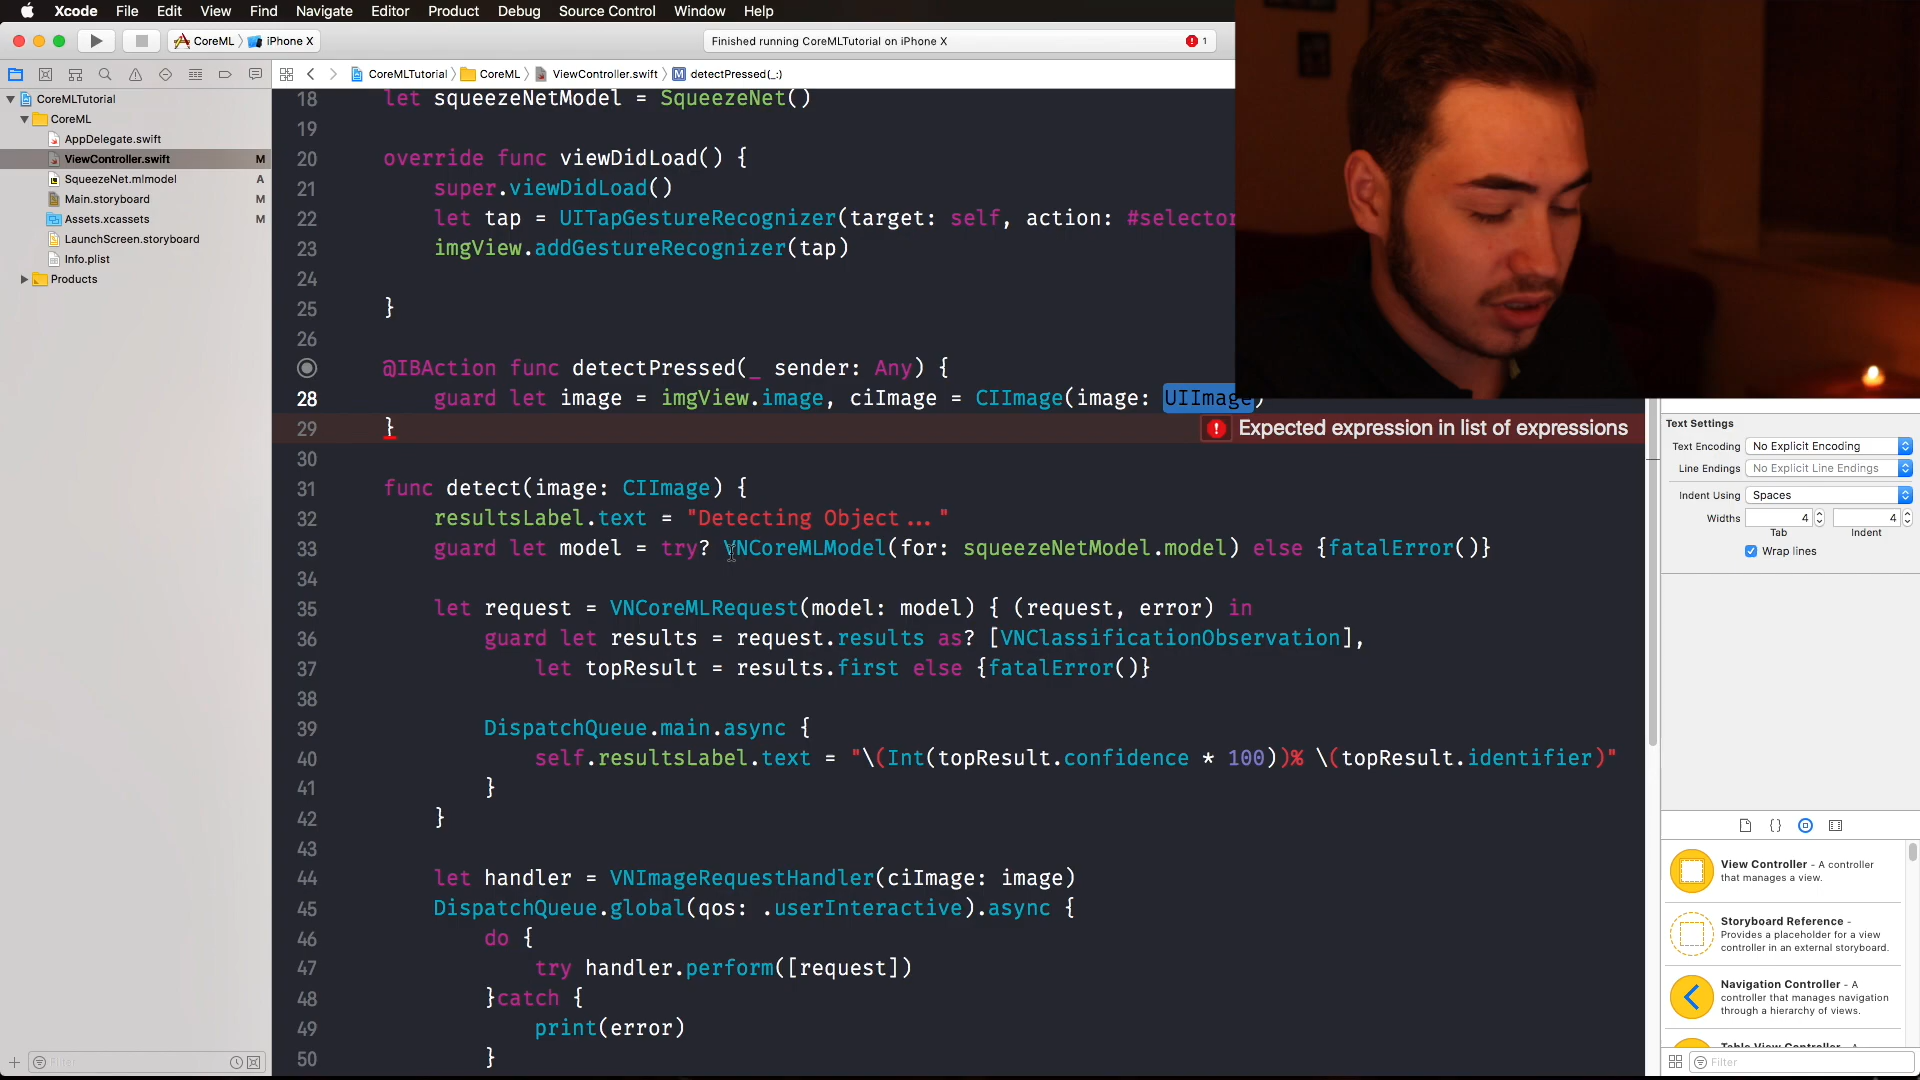 Xcode File Edit View Find Navigate Editor Product Debug Source Control Window Help
CoreML iPhone X
Finished running CoreMLTutorial on iPhone X 1
CoreMLTutorial CoreML ViewController.swift M detectPressed(_:)
CoreMLTutorial
CoreML
AppDelegate.swift
ViewController.swift M
SqueezeNet.mlmodel A
Main.storyboard M
Assets.xcassets M
LaunchScreen.storyboard
Info.plist
Products
Filter
18 let squeezeNetModel = SqueezeNet()
19
20 override func viewDidLoad() {
21 super.viewDidLoad()
22 let tap = UITapGestureRecognizer(target: self, action: #selector
23 imgView.addGestureRecognizer(tap)
24
25 }
26
@IBAction func detectPressed(_ sender: Any) {
28 guard let image = imgView.image, ciImage = CIImage(image: UIImage)
29 } Expected expression in list of expressions
30
31 func detect(image: CIImage) {
32 resultsLabel.text = "Detecting Object..."
33 guard let model = try? VNCoreMLModel(for: squeezeNetModel.model) else {fatalError()}
34
35 let request = VNCoreMLRequest(model: model) { (request, error) in
36 guard let results = request.results as? [VNClassificationObservation],
37 let topResult = results.first else {fatalError()}
38
39 DispatchQueue.main.async {
40 self.resultsLabel.text = "\(Int(topResult.confidence * 100))% \(topResult.identifier)"
41 }
42 }
43
44 let handler = VNImageRequestHandler(ciImage: image)
45 DispatchQueue.global(qos: .userInteractive).async {
46 do {
47 try handler.perform([request])
48 }catch {
49 print(error)
50 }
Text Settings
Text Encoding No Explicit Encoding
Line Endings No Explicit Line Endings
Indent Using Spaces
Widths 4 4
Tab Indent
Wrap lines
View Controller - A controller
that manages a view.
Storyboard Reference -
Provides a placeholder for a view
controller in an external storyboard.
Navigation Controller - A
controller that manages navigation
through a hierarchy of views.
Table View Controller - A
Filter